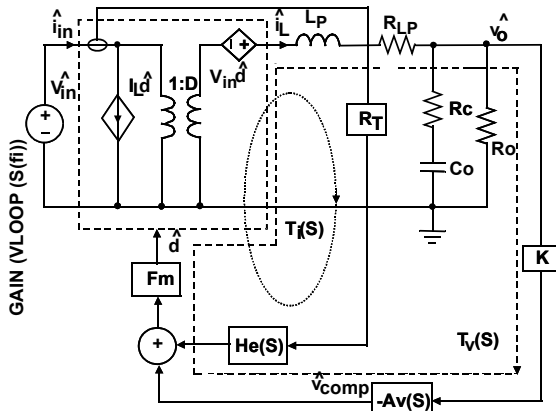 î_in
î_L
L_P
R_LP
v̂_o
V̂_in
I_L d̂
1:D
V_in d̂
+
−
− +
R_T
Rc
Ro
Co
T_i(S)
GAIN (VLOOP (S(fi))
d̂
Fm
K
+
He(S)
T_V(S)
v̂_comp
-Av(S)